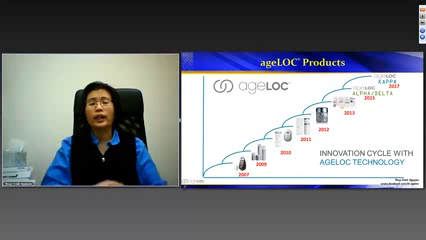 ageLOC® Products
ageLOC
ageLOC
KAPPA
2017
ageLOC
ALPHA/DELTA
2015
2013
2012
2011
2010
2009
2007
INNOVATION CYCLE WITH
AGELOC TECHNOLOGY